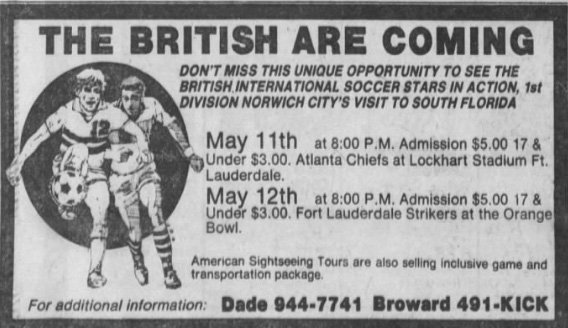 THE BRITISH ARE COMING
DON'T MISS THIS UNIQUE OPPORTUNITY TO SEE THE
BRITISH INTERNATIONAL SOCCER STARS IN ACTION, 1st
DIVISION NORWICH CITY'S VISIT TO SOUTH FLORIDA
May 11th at 8:00 P.M. Admission $5.00 17 &
Under $3.00. Atlanta Chiefs at Lockhart Stadium Ft.
Lauderdale.
May 12th at 8:00 P.M. Admission $5.00 17 &
Under $3.00. Fort Lauderdale Strikers at the Orange
Bowl.
American Sightseeing Tours are also selling inclusive game and
transportation package.
For additional information: Dade 944-7741 Broward 491-KICK
12